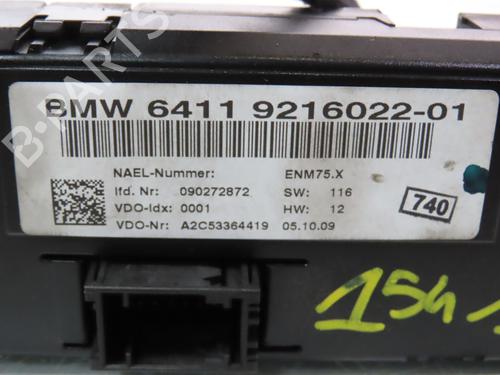 BMW 6411 9216022-01
NAEL-Nummer: ENM75.X
lfd. Nr: 090272872 SW: 116
VDO-Idx: 0001 HW: 12
VDO-Nr: A2C53364419 05.10.09
740
B-PARTS